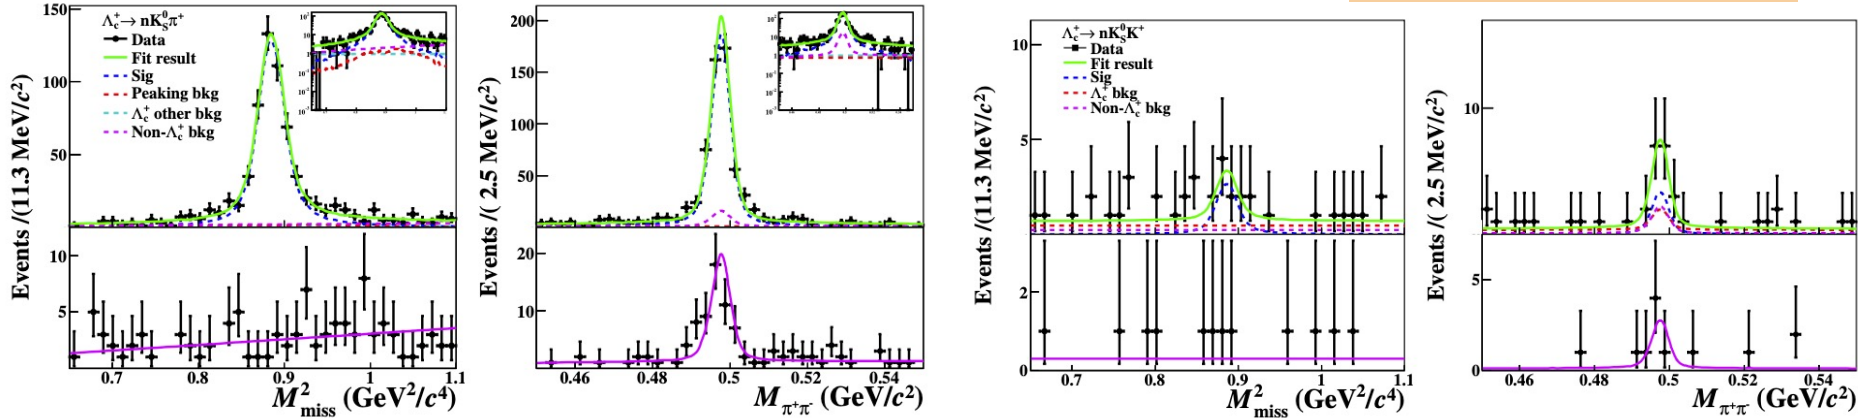 Λc⁺→ nK⁰Sπ⁺
Data
Fit result
Sig
Peaking bkg
Λc⁺ other bkg
Non-Λc⁺ bkg
Events /(11.3 MeV/c²)
150
100
50
10
5
0.7 0.8 0.9 1 1.1
M²miss (GeV²/c⁴)
Events /( 2.5 MeV/c²)
200
150
100
50
20
10
0.46 0.48 0.5 0.52 0.54
Mπ⁺π⁻ (GeV/c²)
Λc⁺→ nK⁰SK⁺
Data
Fit result
Sig
Λc⁺ bkg
Non-Λc⁺ bkg
Events /(11.3 MeV/c²)
10
5
2
0
0.7 0.8 0.9 1 1.1
M²miss (GeV²/c⁴)
Events /( 2.5 MeV/c²)
10
5
0
0.46 0.48 0.5 0.52 0.54
Mπ⁺π⁻ (GeV/c²)